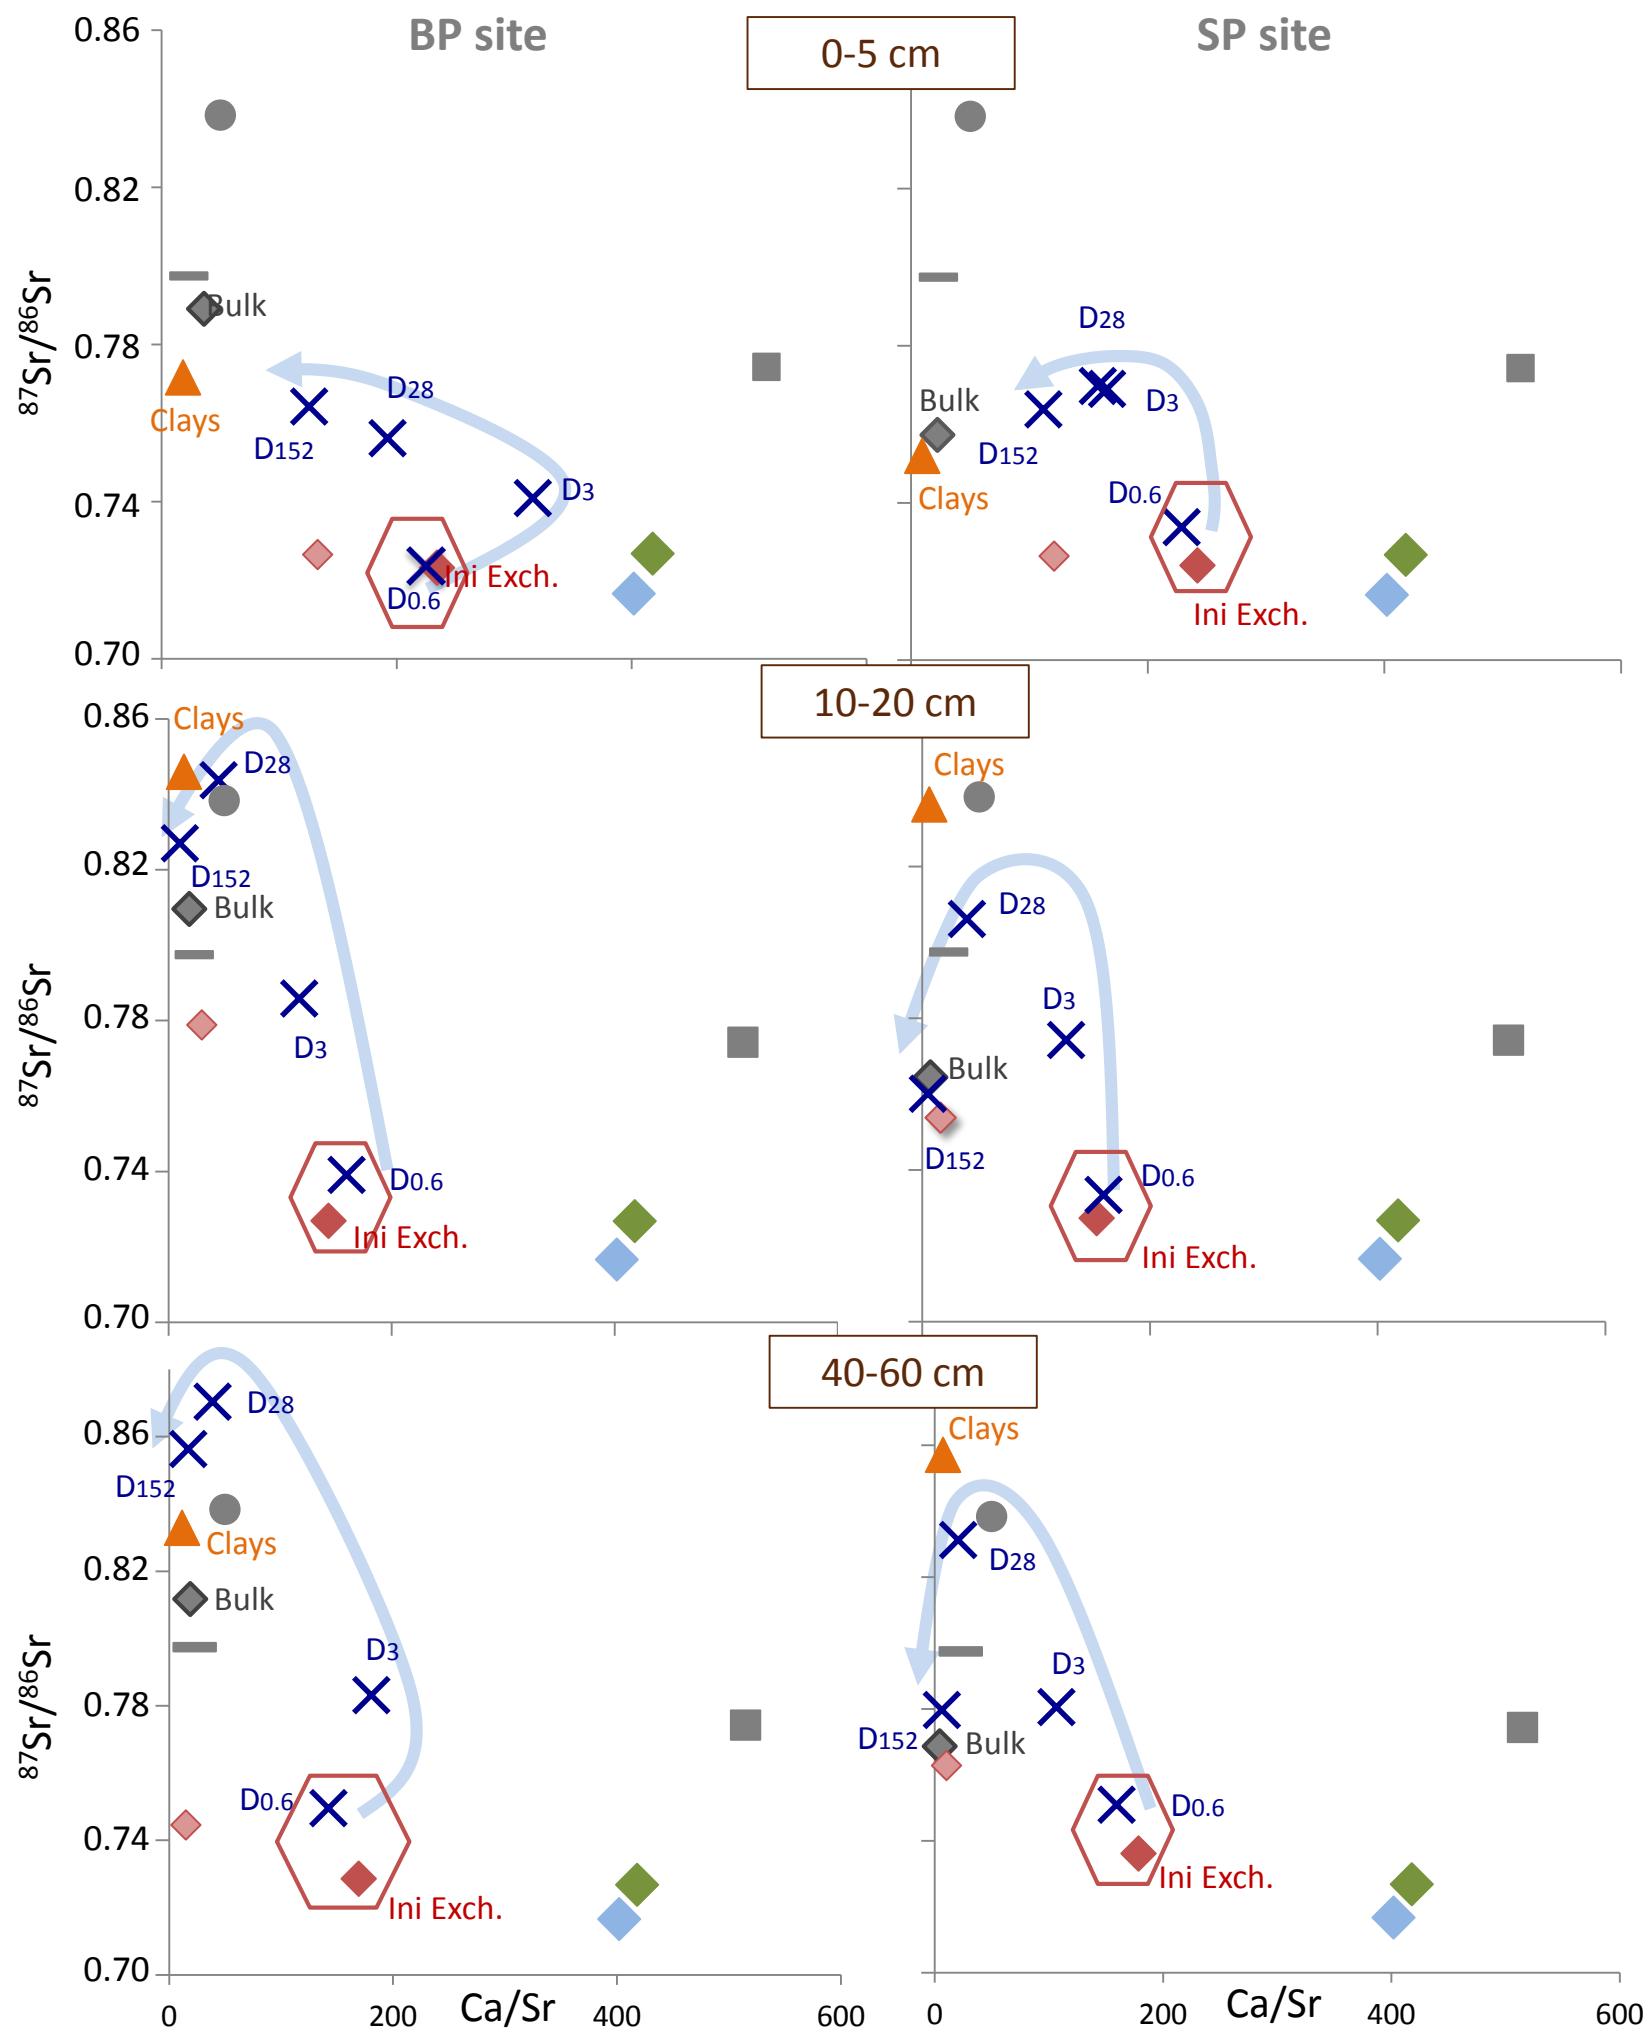 BP site
0-5 cm
SP site
0.86
0.82
0.78
0.74
0.70
87Sr/86Sr
Bulk
Clays
D28
D152
D3
Ini Exch.
D0.6
D28
Bulk
D3
D152
Clays
D0.6
Ini Exch.
10-20 cm
0.86
0.82
0.78
0.74
0.70
87Sr/86Sr
Clays
D28
D152
Bulk
D3
D0.6
Ini Exch.
Clays
D28
D3
Bulk
D152
D0.6
Ini Exch.
40-60 cm
0.86
0.82
0.78
0.74
0.70
87Sr/86Sr
D28
D152
Clays
Bulk
D3
D0.6
Ini Exch.
Clays
D28
D3
D152
Bulk
D0.6
Ini Exch.
0 200 Ca/Sr 400 600
0 200 Ca/Sr 400 600